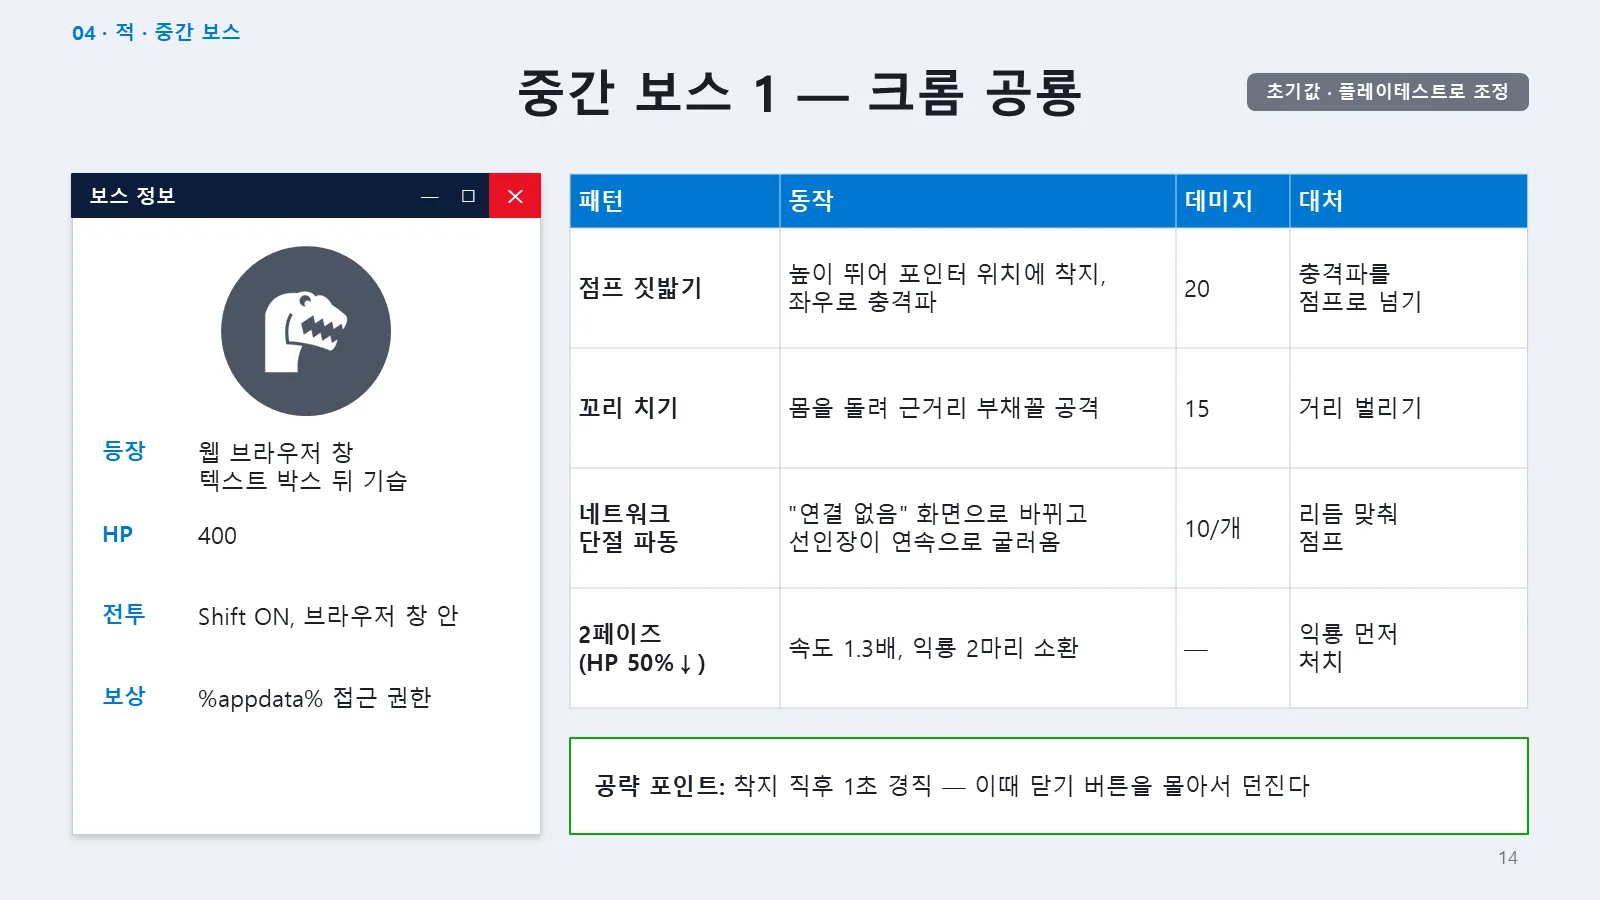 04 · 적 · 중간 보스
중간 보스 1 — 크롬 공룡
초기값 · 플레이테스트로 조정
보스 정보
등장
웹 브라우저 창
텍스트 박스 뒤 기습
HP
400
전투
Shift ON, 브라우저 창 안
보상
%appdata% 접근 권한
패턴
동작
데미지
대처
점프 짓밟기
높이 뛰어 포인터 위치에 착지,
좌우로 충격파
20
충격파를
점프로 넘기
꼬리 치기
몸을 돌려 근거리 부채꼴 공격
15
거리 벌리기
네트워크
단절 파동
"연결 없음" 화면으로 바뀌고
선인장이 연속으로 굴러옴
10/개
리듬 맞춰
점프
2페이즈
(HP 50%↓)
속도 1.3배, 익룡 2마리 소환
—
익룡 먼저
처치
공략 포인트: 착지 직후 1초 경직 — 이때 닫기 버튼을 몰아서 던진다
14